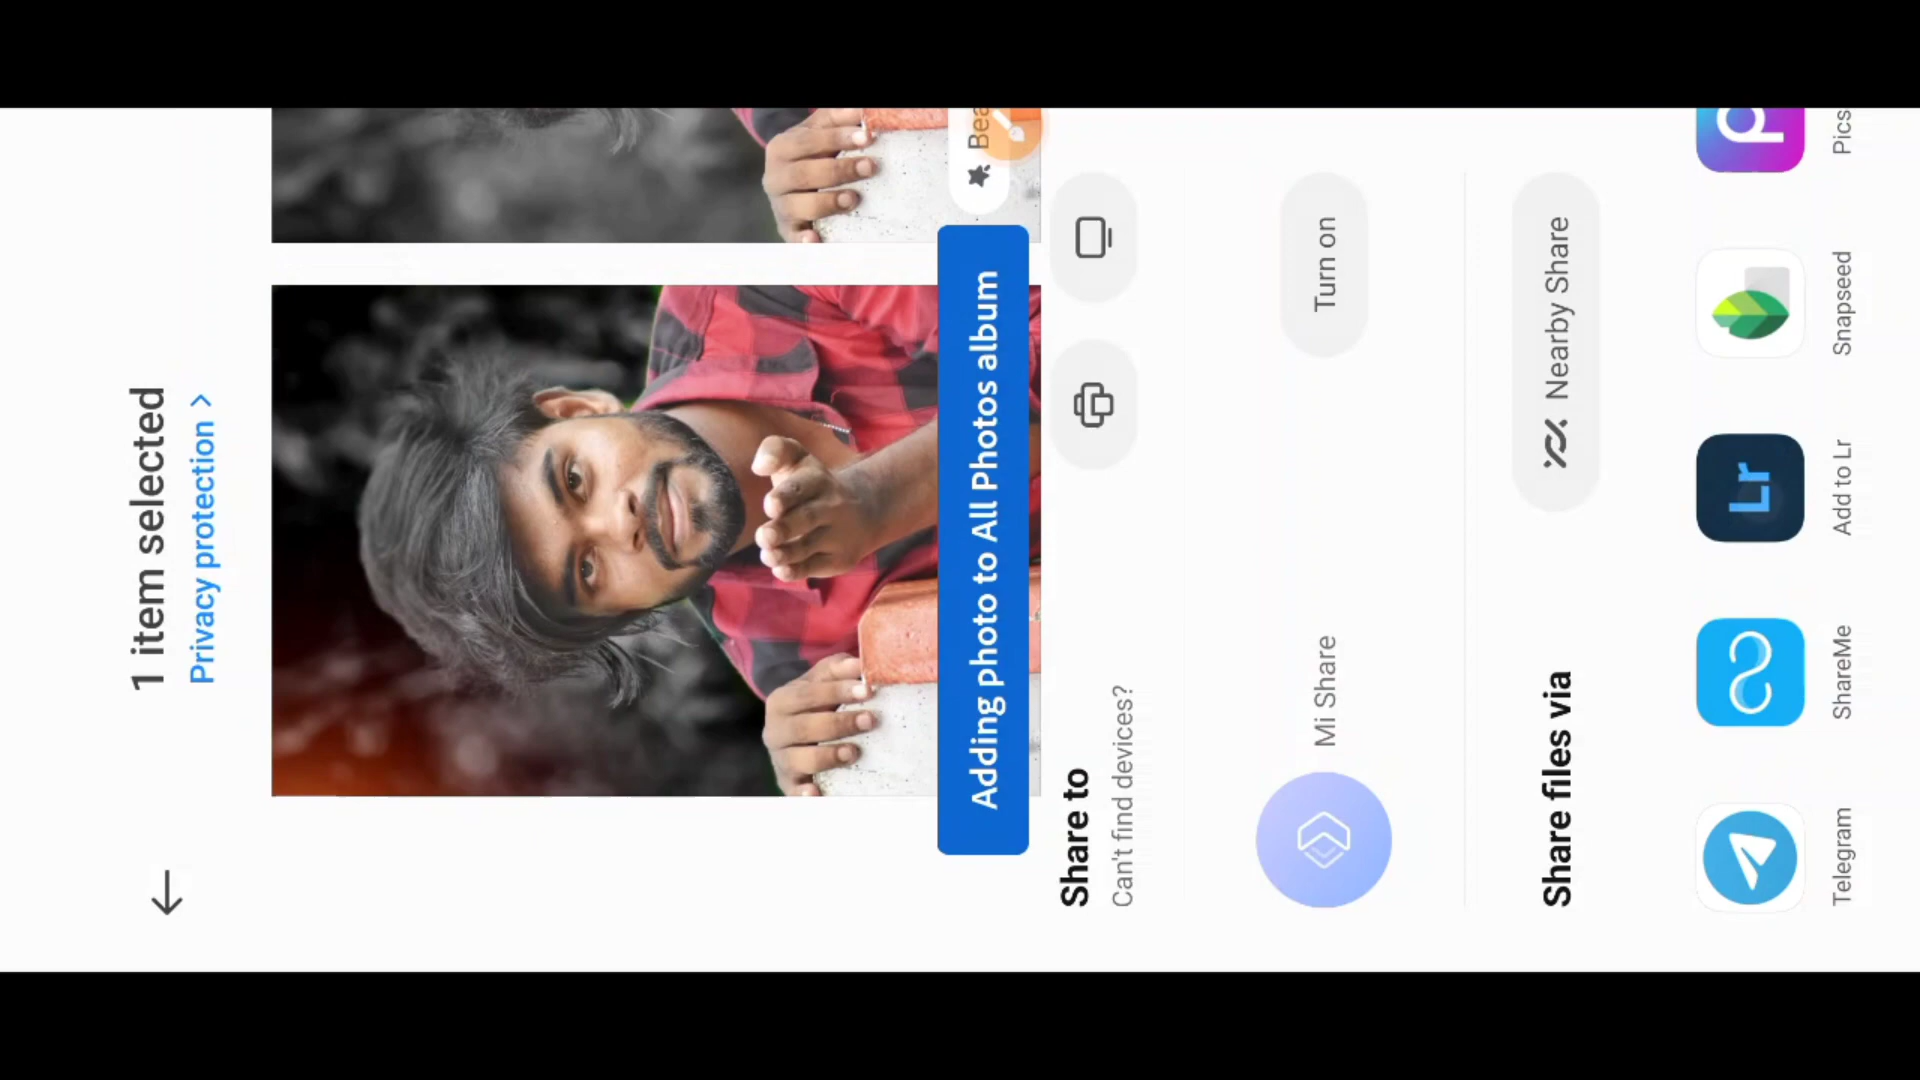 1 item selected
Privacy protection >
Adding photo to All Photos album
Share to
Can't find devices?
Mi Share
Turn on
Share files via
Nearby Share
Lr
Telegram
ShareMe
Add to Lr
Snapseed